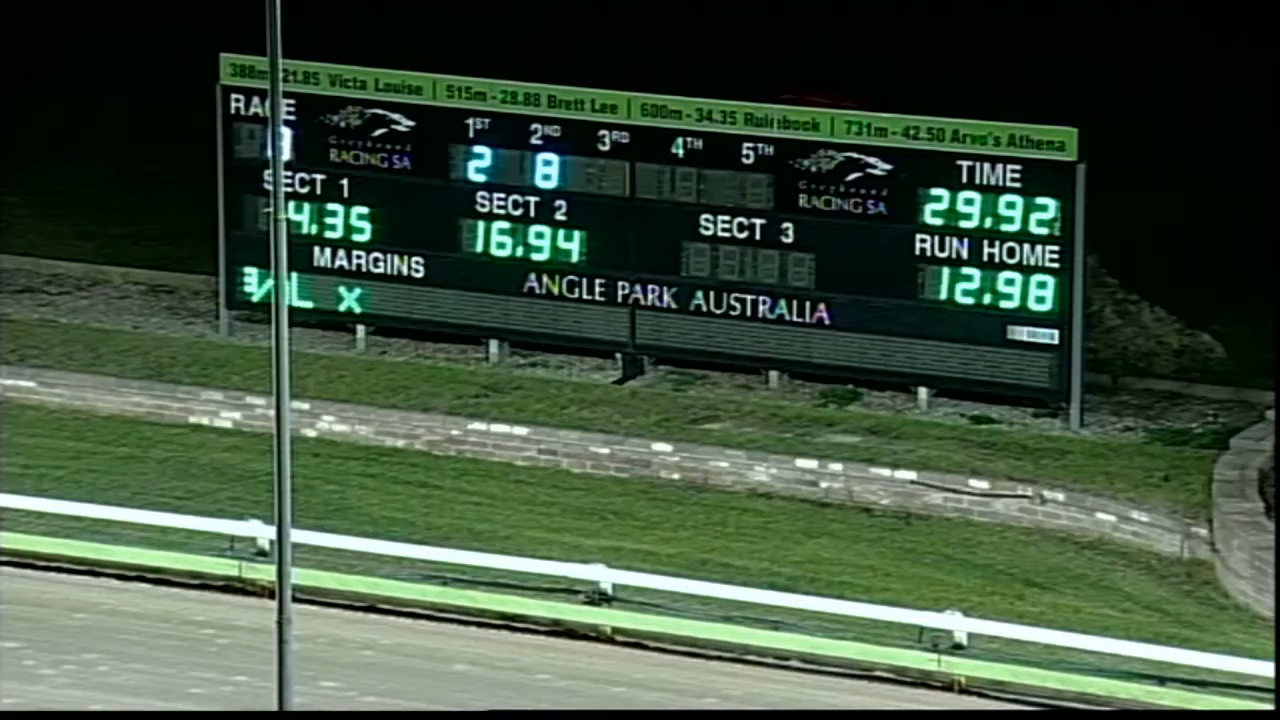 388m 21.85 Victa Louise | 515m - 28.88 Brett Lee | 600m - 34.35 Rulebook | 731m - 42.50 Arvo's Athena
RACE
Greyhound RACING SA
1ST 2ND 3RD 4TH 5TH
Greyhound RACING SA
TIME
2 8
29.92
SECT 1 SECT 2 SECT 3 RUN HOME
4.35 16.94 12.98
MARGINS
ANGLE PARK AUSTRALIA
L x